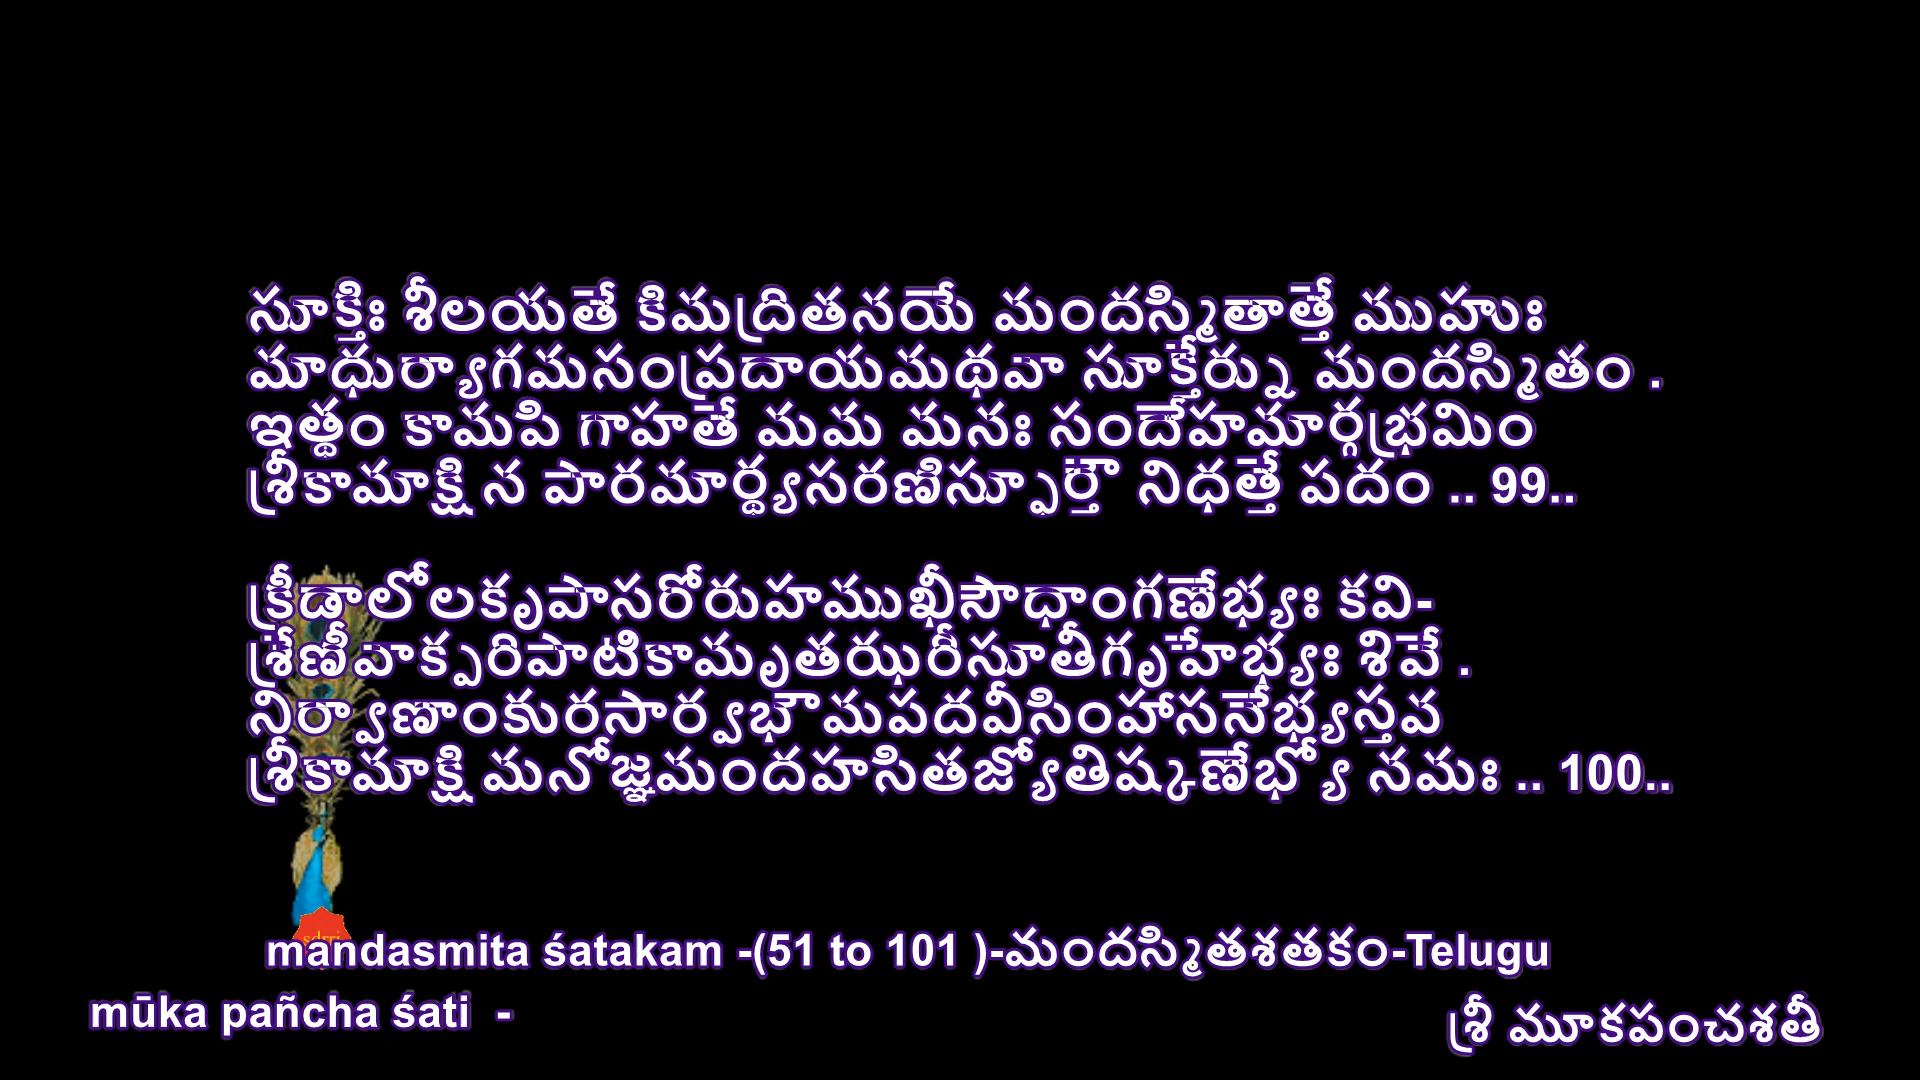 సూక్తిః శీలయతే కిమద్రితనయే మందస్మితాత్తే ముహుః
మాధుర్యాగమసంప్రదాయమథవా సూక్తేర్ను మందస్మితం .
ఇత్థం కామపి గాహతే మమ మనః సందేహమార్గభ్రమిం
శ్రీకామాక్షి న పారమార్థ్యసరణిస్ఫూర్తౌ నిధత్తే పదం .. 99..
క్రీడాలోలకృపాసరోరుహముఖీసౌధాంగణేభ్యః కవి-
శ్రేణీవాక్పరిపాటికామృతఝరీసూతీగృహేభ్యః శివే .
నిర్వాణాంకురసార్వభౌమపదవీసింహాసనేభ్యస్తవ
శ్రీకామాక్షి మనోజ్ఞమందహసితజ్యోతిష్కణేభ్యో నమః .. 100..
mandasmita śatakam -(51 to 101 )-మందస్మితశతకం-Telugu
mūka pañcha śati -
శ్రీ మూకపంచశతీ